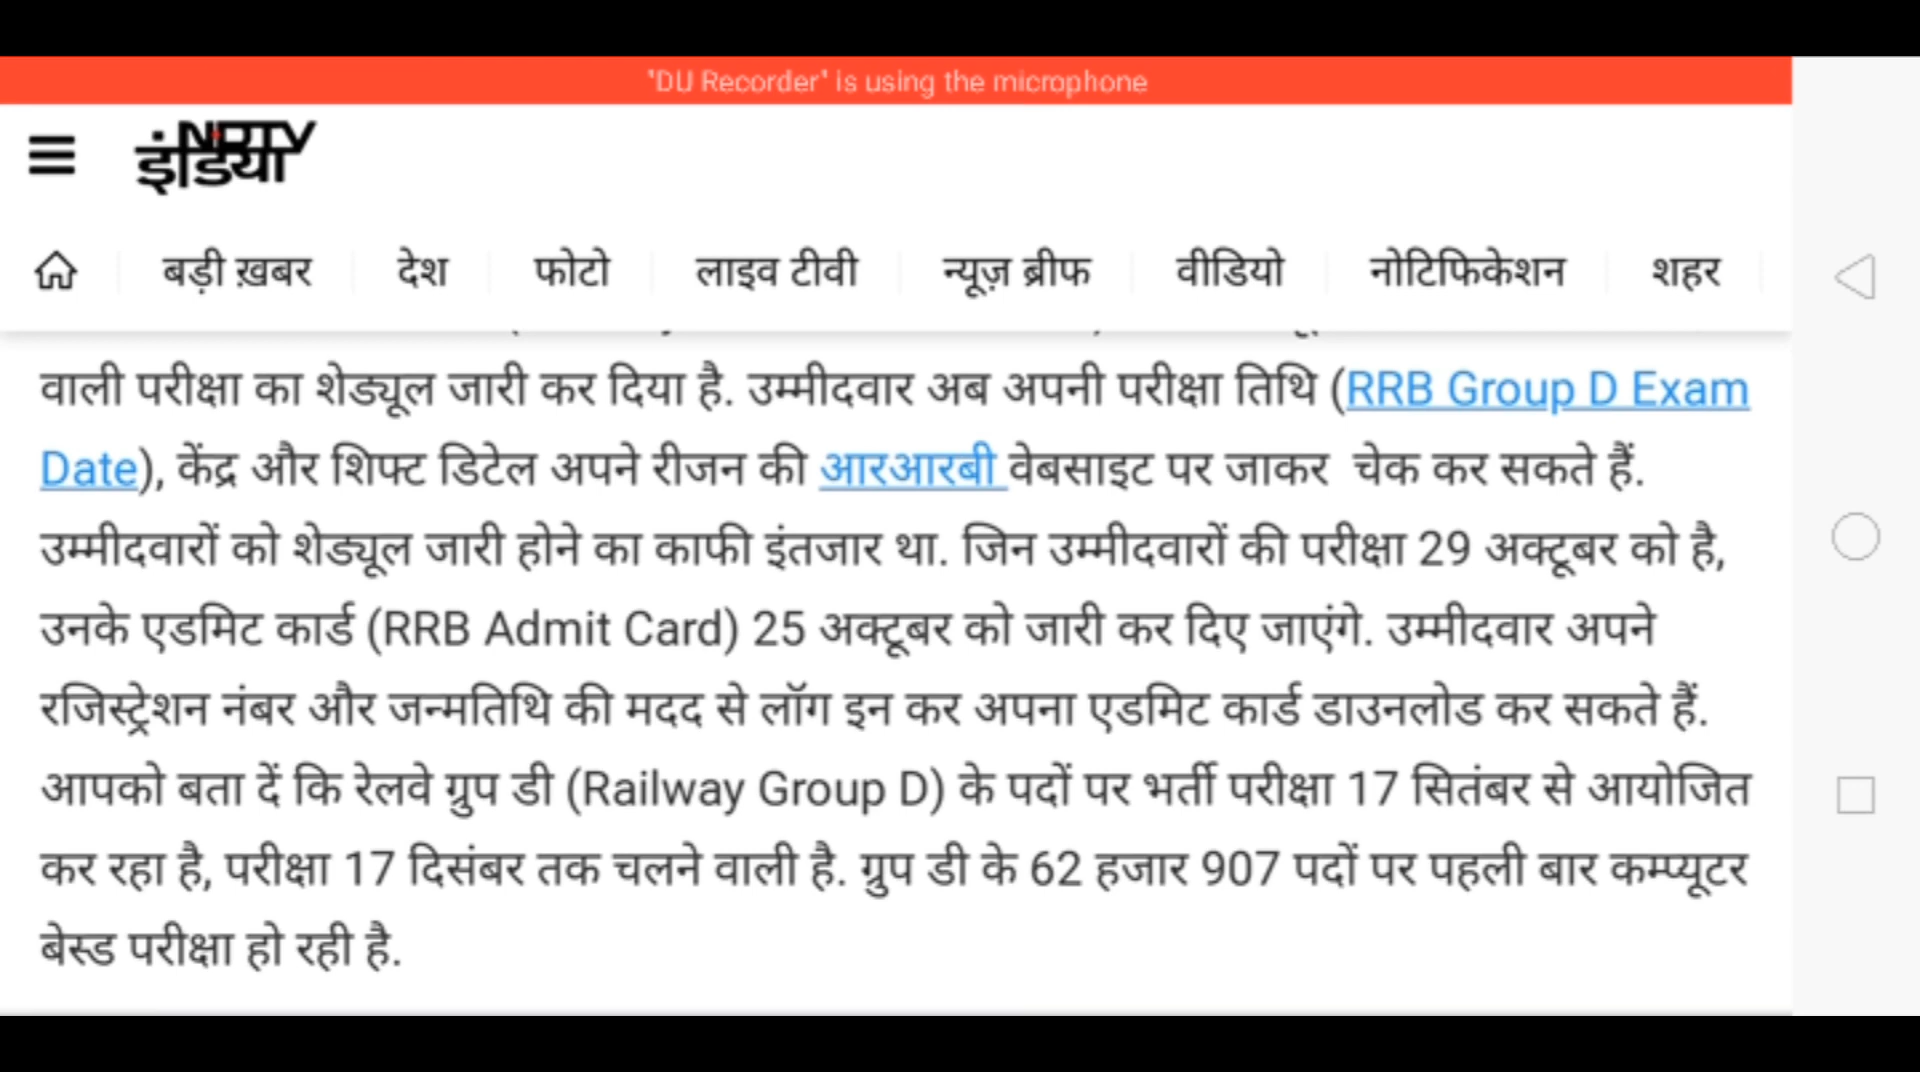 'DU Recorder' is using the microphone
NDTV
इंडिया
बड़ी ख़बर देश फोटो लाइव टीवी न्यूज़ ब्रीफ वीडियो नोटिफिकेशन शहर
वाली परीक्षा का शेड्यूल जारी कर दिया है. उम्मीदवार अब अपनी परीक्षा तिथि (RRB Group D Exam
Date), केंद्र और शिफ्ट डिटेल अपने रीजन की आरआरबी वेबसाइट पर जाकर चेक कर सकते हैं.
उम्मीदवारों को शेड्यूल जारी होने का काफी इंतजार था. जिन उम्मीदवारों की परीक्षा 29 अक्टूबर को है,
उनके एडमिट कार्ड (RRB Admit Card) 25 अक्टूबर को जारी कर दिए जाएंगे. उम्मीदवार अपने
रजिस्ट्रेशन नंबर और जन्मतिथि की मदद से लॉग इन कर अपना एडमिट कार्ड डाउनलोड कर सकते हैं.
आपको बता दें कि रेलवे ग्रुप डी (Railway Group D) के पदों पर भर्ती परीक्षा 17 सितंबर से आयोजित
कर रहा है, परीक्षा 17 दिसंबर तक चलने वाली है. ग्रुप डी के 62 हजार 907 पदों पर पहली बार कम्प्यूटर
बेस्ड परीक्षा हो रही है.